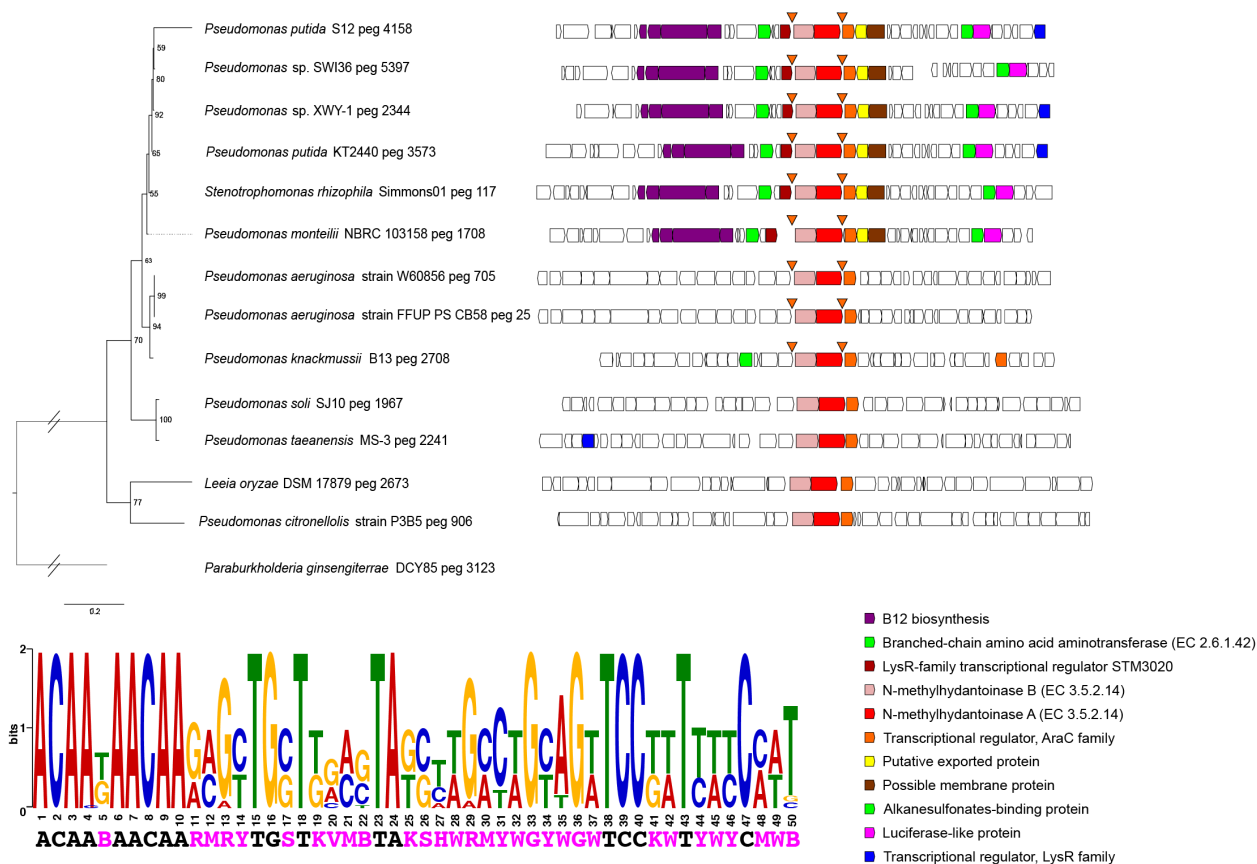 Pseudomonas putida S12 peg 4158
59
Pseudomonas sp. SWI36 peg 5397
80
Pseudomonas sp. XWY-1 peg 2344
92
Pseudomonas putida KT2440 peg 3573
65
Stenotrophomonas rhizophila Simmons01 peg 117
55
Pseudomonas monteilii NBRC 103158 peg 1708
63
Pseudomonas aeruginosa strain W60856 peg 705
99
Pseudomonas aeruginosa strain FFUP PS CB58 peg 25
94
70
Pseudomonas knackmussii B13 peg 2708
Pseudomonas soli SJ10 peg 1967
100
Pseudomonas taeanensis MS-3 peg 2241
Leeia oryzae DSM 17879 peg 2673
77
Pseudomonas citronellolis strain P3B5 peg 906
Paraburkholderia ginsengiterrae DCY85 peg 3123
0.2
2
bits
1
0
1 2 3 4 5 6 7 8 9 10 11 12 13 14 15 16 17 18 19 20 21 22 23 24 25 26 27 28 29 30 31 32 33 34 35 36 37 38 39 40 41 42 43 44 45 46 47 48 49 50
ACAABAACAARMRYTGSTKVMBTAKSHWRMYWGYWGWTCCKWTYWYCMWB
B12 biosynthesis
Branched-chain amino acid aminotransferase (EC 2.6.1.42)
LysR-family transcriptional regulator STM3020
N-methylhydantoinase B (EC 3.5.2.14)
N-methylhydantoinase A (EC 3.5.2.14)
Transcriptional regulator, AraC family
Putative exported protein
Possible membrane protein
Alkanesulfonates-binding protein
Luciferase-like protein
Transcriptional regulator, LysR family